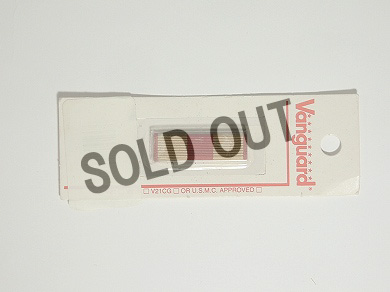 SOLD OUT
Vanguard
V21CG □ OR U.S.M.C. APPROVED □